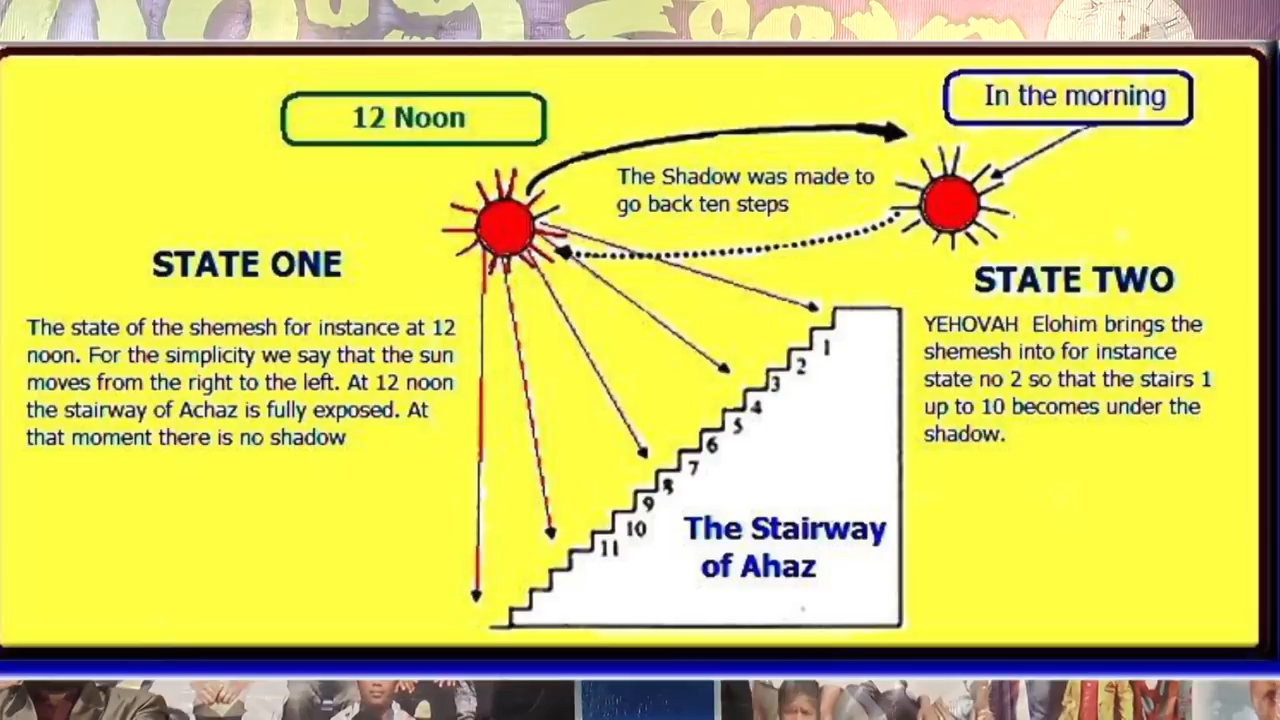 12 Noon
In the morning
The Shadow was made to
go back ten steps
STATE ONE
The state of the shemesh for instance at 12
noon. For the simplicity we say that the sun
moves from the right to the left. At 12 noon
the stairway of Achaz is fully exposed. At
that moment there is no shadow
STATE TWO
YEHOVAH Elohim brings the
shemesh into for instance
state no 2 so that the stairs 1
up to 10 becomes under the
shadow.
1
2
3
4
5
6
7
8
9
10
11
The Stairway
of Ahaz